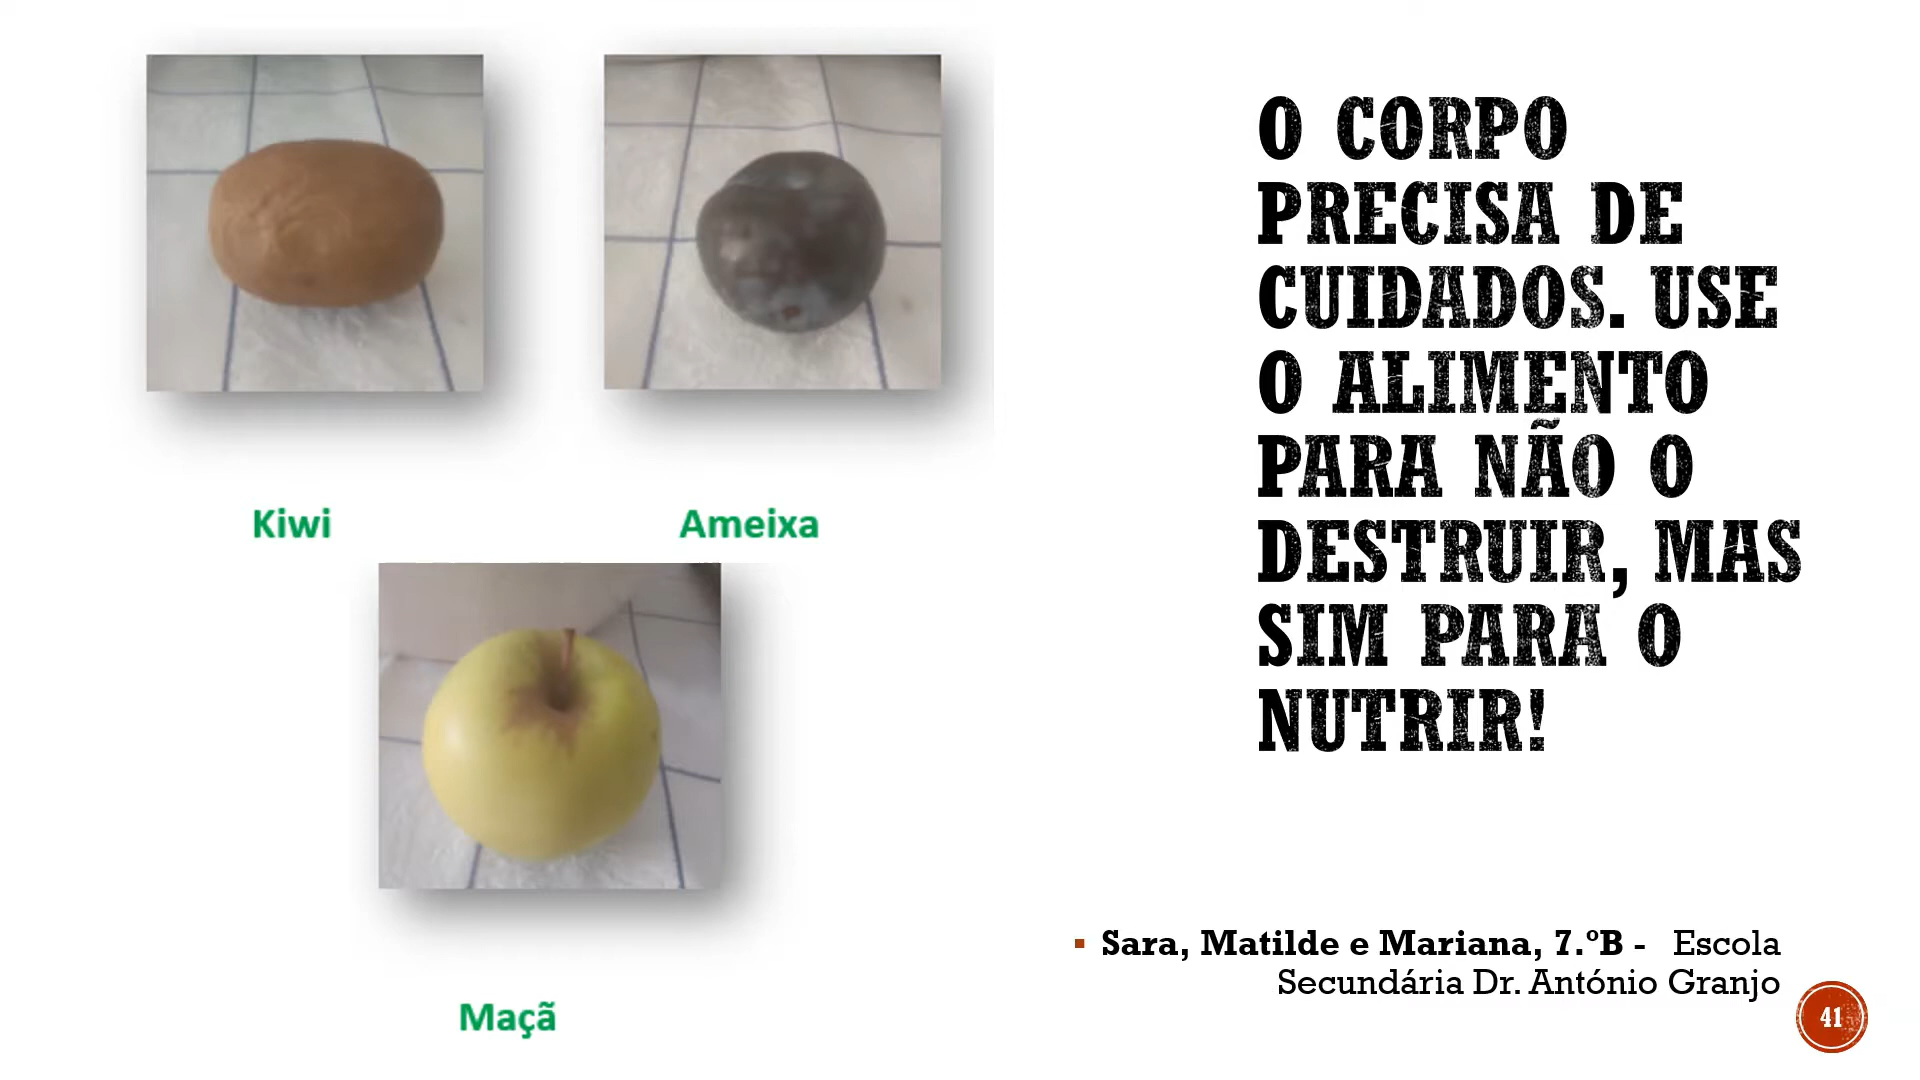 Kiwi
Ameixa
Maçã
O CORPO
PRECISA DE
CUIDADOS. USE
O ALIMENTO
PARA NÃO O
DESTRUIR, MAS
SIM PARA O
NUTRIR!
▪ Sara, Matilde e Mariana, 7.ºB - Escola
Secundária Dr. António Granjo
41